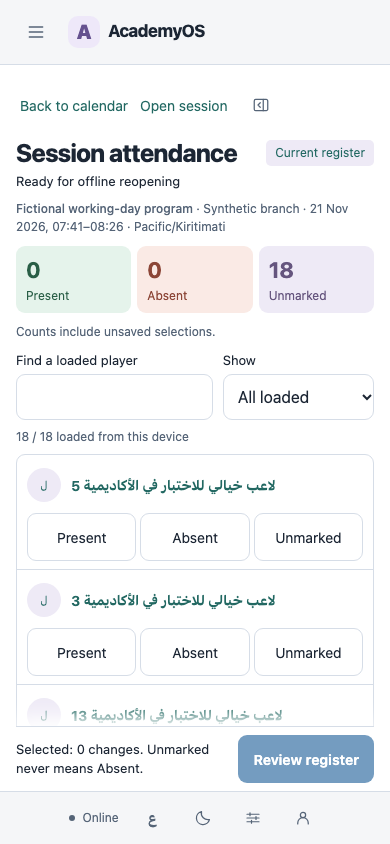 A AcademyOS
Back to calendar Open session
Session attendance Current register
Ready for offline reopening
Fictional working-day program · Synthetic branch · 21 Nov
2026, 07:41–08:26 · Pacific/Kiritimati
0 0 18
Present Absent Unmarked
Counts include unsaved selections.
Find a loaded player Show
All loaded
18 / 18 loaded from this device
ل لاعب خيالي للاختبار في الأكاديمية 5
Present Absent Unmarked
ل لاعب خيالي للاختبار في الأكاديمية 3
Present Absent Unmarked
ل لاعب خيالي للاختبار في الأكاديمية 13
Selected: 0 changes. Unmarked
never means Absent.
Review register
Online ع